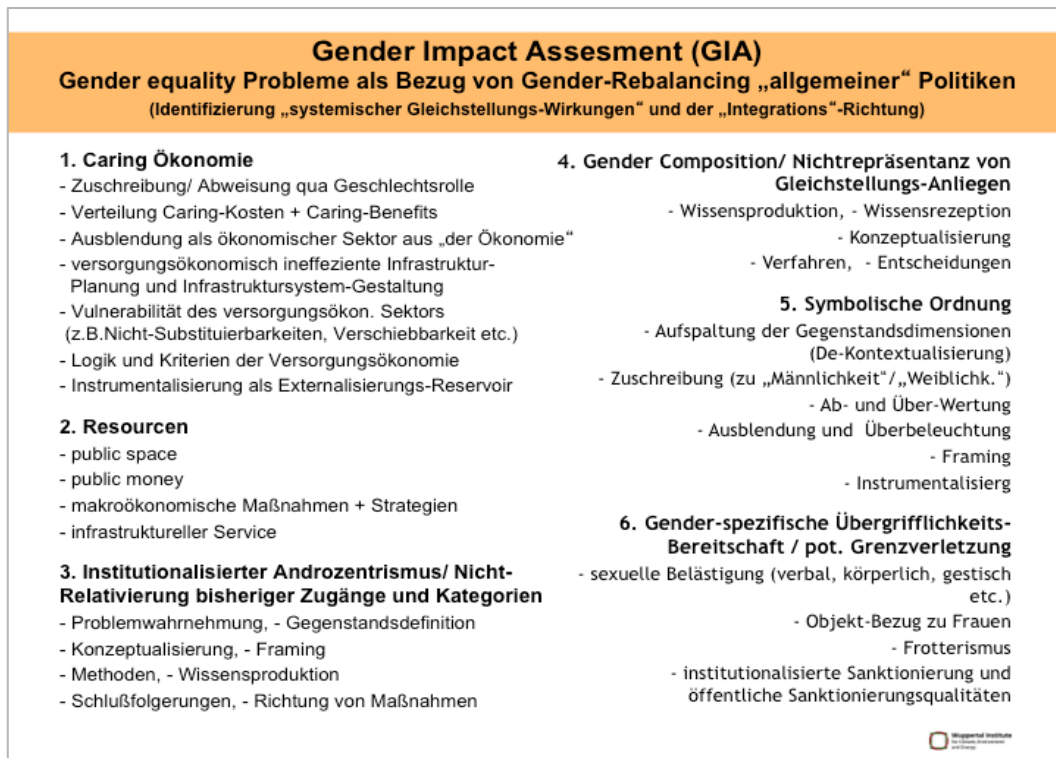 Gender Impact Assesment (GIA)
Gender equality Probleme als Bezug von Gender-Rebalancing „allgemeiner“ Politiken
(Identifizierung „systemischer Gleichstellungs-Wirkungen“ und der „Integrations“-Richtung)
1. Caring Ökonomie
- Zuschreibung/ Abweisung qua Geschlechtsrolle
- Verteilung Caring-Kosten + Caring-Benefits
- Ausblendung als ökonomischer Sektor aus „der Ökonomie“
- versorgungsökonomisch ineffeziente Infrastruktur-
Planung und Infrastruktursystem-Gestaltung
- Vulnerabilität des versorgungsökon. Sektors
(z.B.Nicht-Substituierbarkeiten, Verschiebbarkeit etc.)
- Logik und Kriterien der Versorgungsökonomie
- Instrumentalisierung als Externalisierungs-Reservoir
2. Resourcen
- public space
- public money
- makroökonomische Maßnahmen + Strategien
- infrastruktureller Service
3. Institutionalisierter Androzentrismus/ Nicht-
Relativierung bisheriger Zugänge und Kategorien
- Problemwahrnehmung, - Gegenstandsdefinition
- Konzeptualisierung, - Framing
- Methoden, - Wissensproduktion
- Schlußfolgerungen, - Richtung von Maßnahmen
4. Gender Composition/ Nichtrepräsentanz von
Gleichstellungs-Anliegen
- Wissensproduktion, - Wissensrezeption
- Konzeptualisierung
- Verfahren, - Entscheidungen
5. Symbolische Ordnung
- Aufspaltung der Gegenstandsdimensionen
(De-Kontextualisierung)
- Zuschreibung (zu „Männlichkeit“/„Weiblichk.“)
- Ab- und Über-Wertung
- Ausblendung und Überbeleuchtung
- Framing
- Instrumentalisierg
6. Gender-spezifische Übergrifflichkeits-
Bereitschaft / pot. Grenzverletzung
- sexuelle Belästigung (verbal, körperlich, gestisch
etc.)
- Objekt-Bezug zu Frauen
- Frotterismus
- institutionalisierte Sanktionierung und
öffentliche Sanktionierungsqualitäten
Wuppertal Institute
for Climate, Environment
and Energy